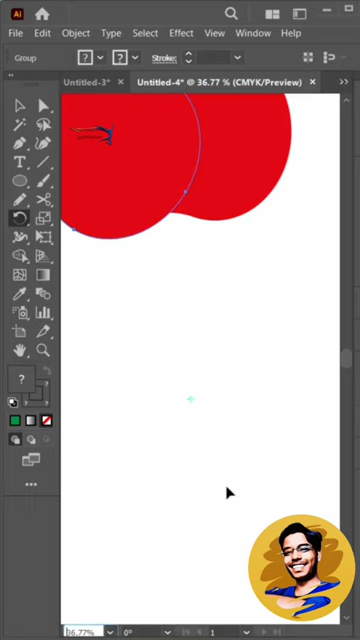 Ai
File Edit Object Type Select Effect View Window Help
Group ? ? Stroke:
Untitled-3* × Untitled-4* @ 36.77 % (CMYK/Preview) ×
T
?
?
?
36.77% 0° 1